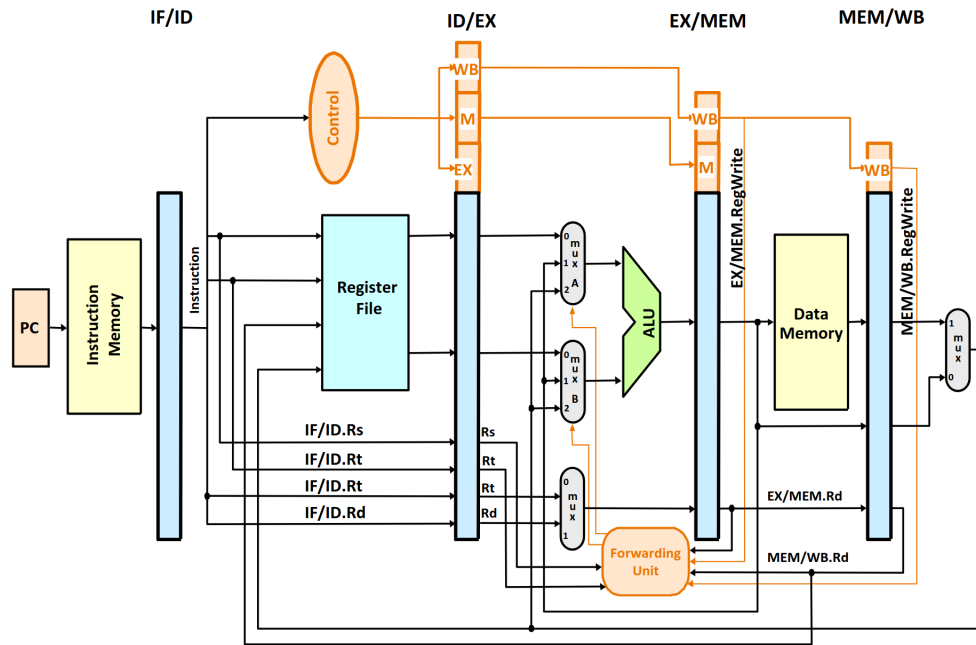 IF/ID
ID/EX
EX/MEM
MEM/WB
WB
M
EX
Control
WB
M
WB
EX/MEM.RegWrite
MEM/WB.RegWrite
Instruction
PC
Instruction
Memory
Register
File
0
1
2
mux
A
0
1
2
mux
B
ALU
Data
Memory
1
mux
0
IF/ID.Rs
IF/ID.Rt
IF/ID.Rt
IF/ID.Rd
Rs
Rt
Rt
Rd
0
mux
1
EX/MEM.Rd
Forwarding
Unit
MEM/WB.Rd